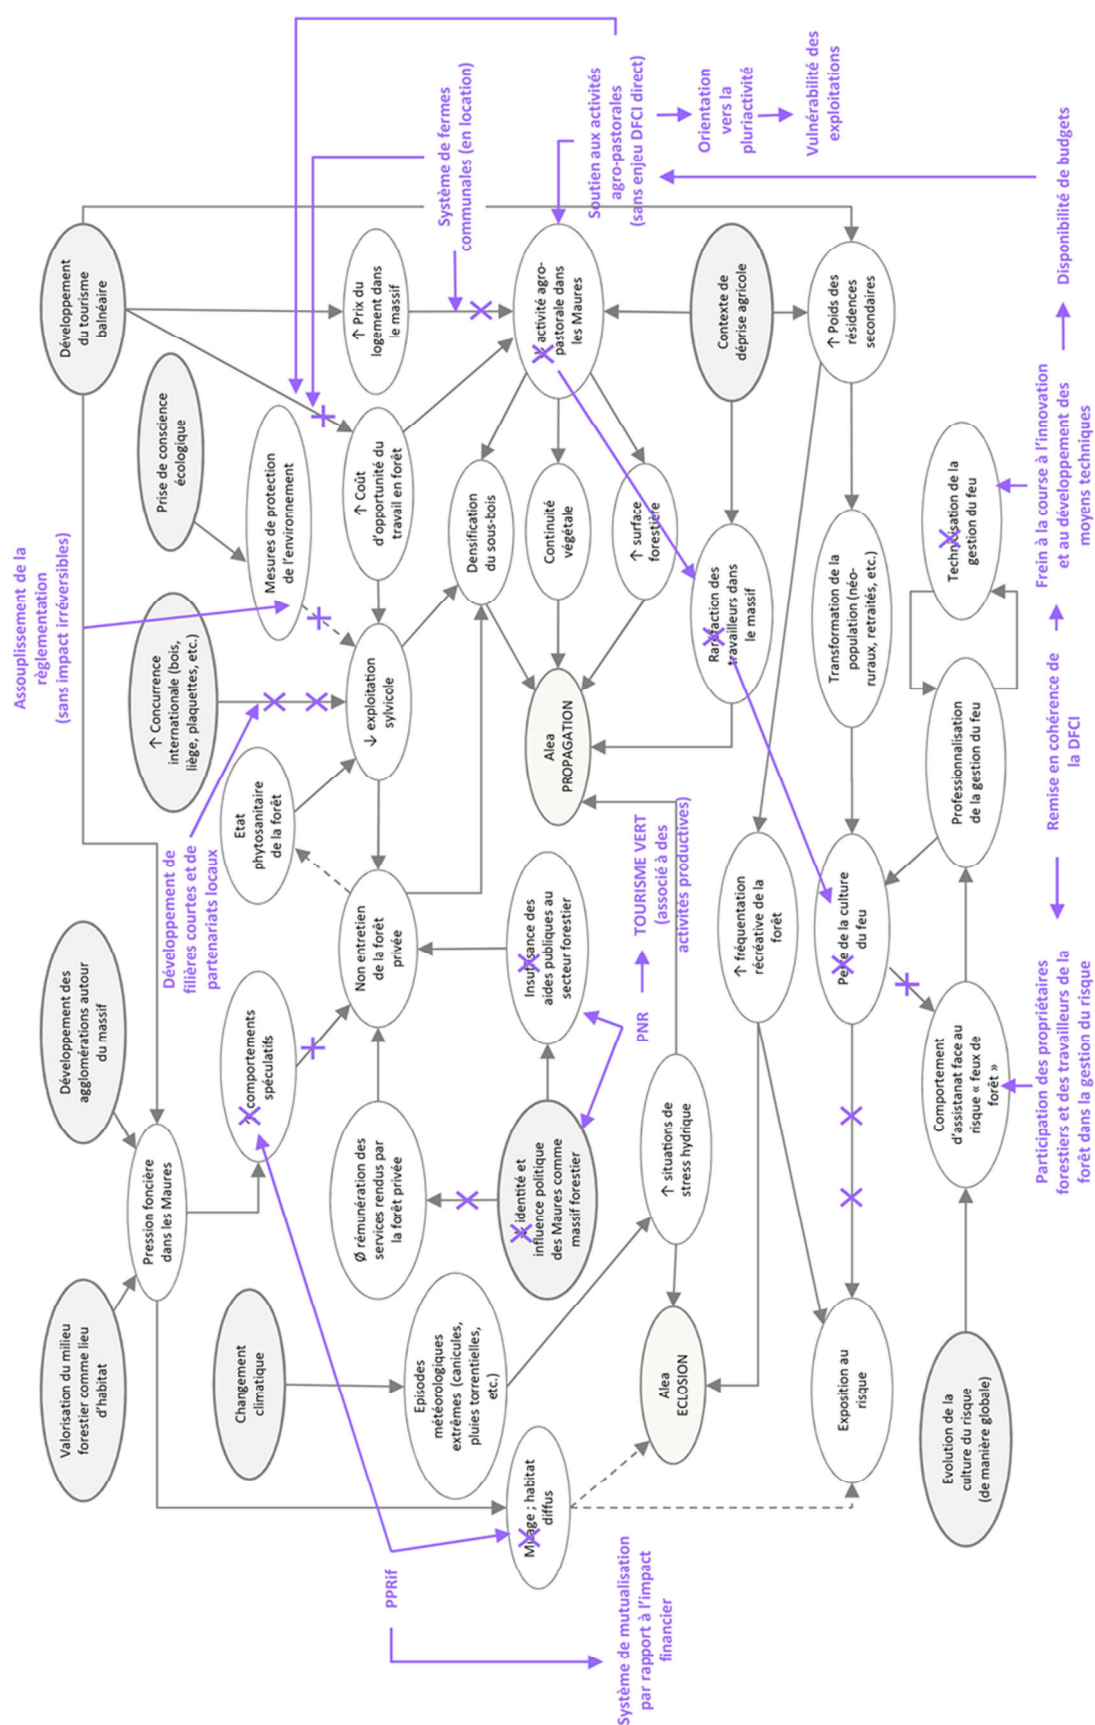 Assouplissement de la
règlementation
(sans impact irréversibles)
Valorisation du milieu
forestier comme lieu
d'habitat
Développement des
agglomérations autour
du massif
Développement
du tourisme
balnéaire
Pression foncière
dans les Maures
↑ Concurrence
internationale (bois,
liège, plaquettes, etc.)
Prise de conscience
écologique
Développement de
filières courtes et de
partenariats locaux
Changement
climatique
comportements
spéculatifs
Etat
phytosanitaire
de la forêt
Mesures de protection
de l'environnement
PPRif
Ø rémunération des
services rendus par
la forêt privée
Non entretien
de la forêt
privée
↓ exploitation
sylvicole
↑ Coût
d'opportunité du
travail en forêt
↑ Prix du
logement dans
le massif
Système de fermes
communales (en location)
Episodes
météorologiques
extrêmes (canicules,
pluies torrentielles,
etc.)
Densification
du sous-bois
Mitage ; habitat
diffus
identité et
influence politique
des Maures comme
massif forestier
Insuffisance des
aides publiques au
secteur forestier
Alea
PROPAGATION
Continuité
végétale
activité agro-
pastorale dans
les Maures
Soutien aux activités
agro-pastorales
(sans enjeu DFCI direct)
Système de mutualisation
par rapport à l'impact
financier
PNR
TOURISME VERT
(associé à des
activités productives)
↑ surface
forestière
Alea
ECLOSION
↑ situations de
stress hydrique
Raréfaction des
travailleurs dans
le massif
Contexte de
déprise agricole
Orientation
vers la
pluriactivité
↑ fréquentation
récréative de la
forêt
Vulnérabilité des
exploitations
Exposition au
risque
Perte de la culture
du feu
Transformation de la
population (néo-
ruraux, retraités, etc.)
↑ Poids des
résidences
secondaires
Evolution de la
culture du risque
(de manière globale)
Comportement
d'assistanat face au
risque « feux de
forêt »
Professionnalisation
de la gestion du feu
Technicisation de la
gestion du feu
Participation des propriétaires
forestiers et des travailleurs de la
forêt dans la gestion du risque
Remise en cohérence de
la DFCI
Frein à la course à l'innovation
et au développement des
moyens techniques
Disponibilité de budgets